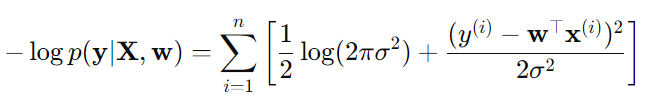 $-\log p(\mathbf{y}|\mathbf{X}, \mathbf{w}) = \sum_{i=1}^{n} \left[ \frac{1}{2} \log(2\pi\sigma^2) + \frac{(y^{(i)} - \mathbf{w}^\top \mathbf{x}^{(i)})^2}{2\sigma^2} \right]$